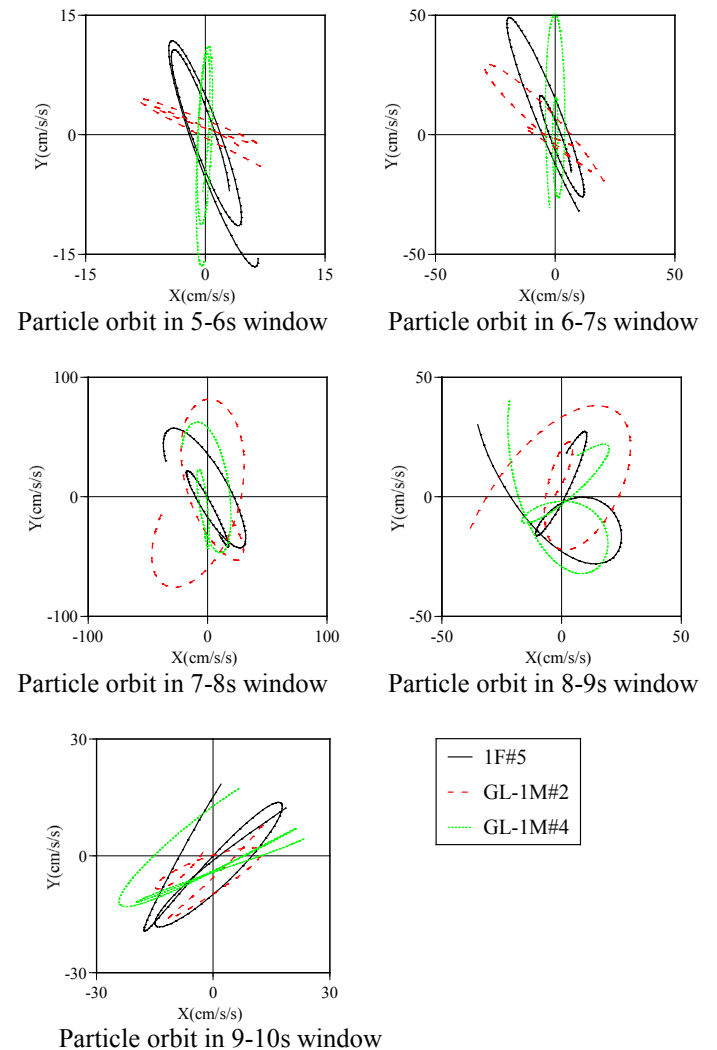 15
Y(cm/s/s)
0
-15
-15
0
15
X(cm/s/s)
Particle orbit in 5-6s window
50
Y(cm/s/s)
0
-50
-50
0
50
X(cm/s/s)
Particle orbit in 6-7s window
100
Y(cm/s/s)
0
-100
-100
0
100
X(cm/s/s)
Particle orbit in 7-8s window
50
Y(cm/s/s)
0
-50
-50
0
50
X(cm/s/s)
Particle orbit in 8-9s window
30
Y(cm/s/s)
0
-30
-30
0
30
X(cm/s/s)
Particle orbit in 9-10s window
1F#5
GL-1M#2
GL-1M#4